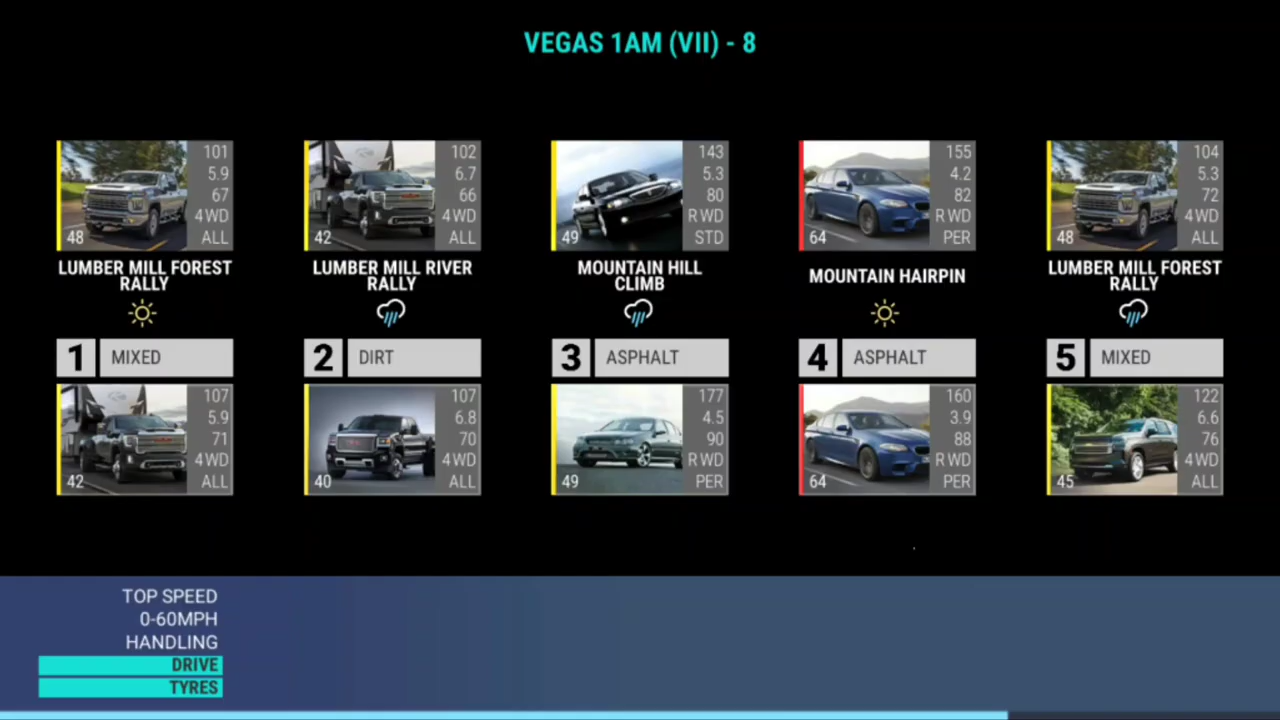 VEGAS 1AM (VII) - 8
101
5.9
67
4WD
ALL
48
LUMBER MILL FOREST
RALLY
102
6.7
66
4WD
ALL
42
LUMBER MILL RIVER
RALLY
143
5.3
80
RWD
STD
49
MOUNTAIN HILL
CLIMB
155
4.2
82
RWD
PER
64
MOUNTAIN HAIRPIN
104
5.3
72
4WD
ALL
48
LUMBER MILL FOREST
RALLY
1 MIXED
2 DIRT
3 ASPHALT
4 ASPHALT
5 MIXED
107
5.9
71
4WD
ALL
42
107
6.8
70
4WD
ALL
40
177
4.5
90
RWD
PER
49
160
3.9
88
RWD
PER
64
122
6.6
76
4WD
ALL
45
TOP SPEED
0-60MPH
HANDLING
DRIVE
TYRES